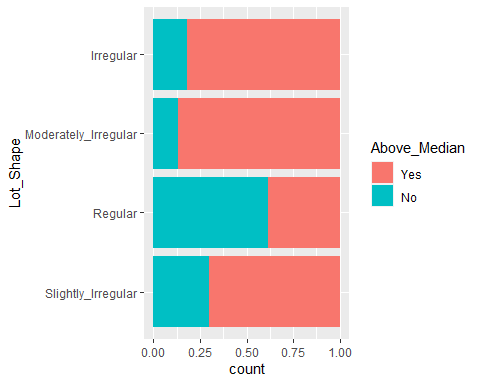 Lot_Shape
Irregular
Moderately_Irregular
Regular
Slightly_Irregular
0.00 0.25 0.50 0.75 1.00
count
Above_Median
Yes
No